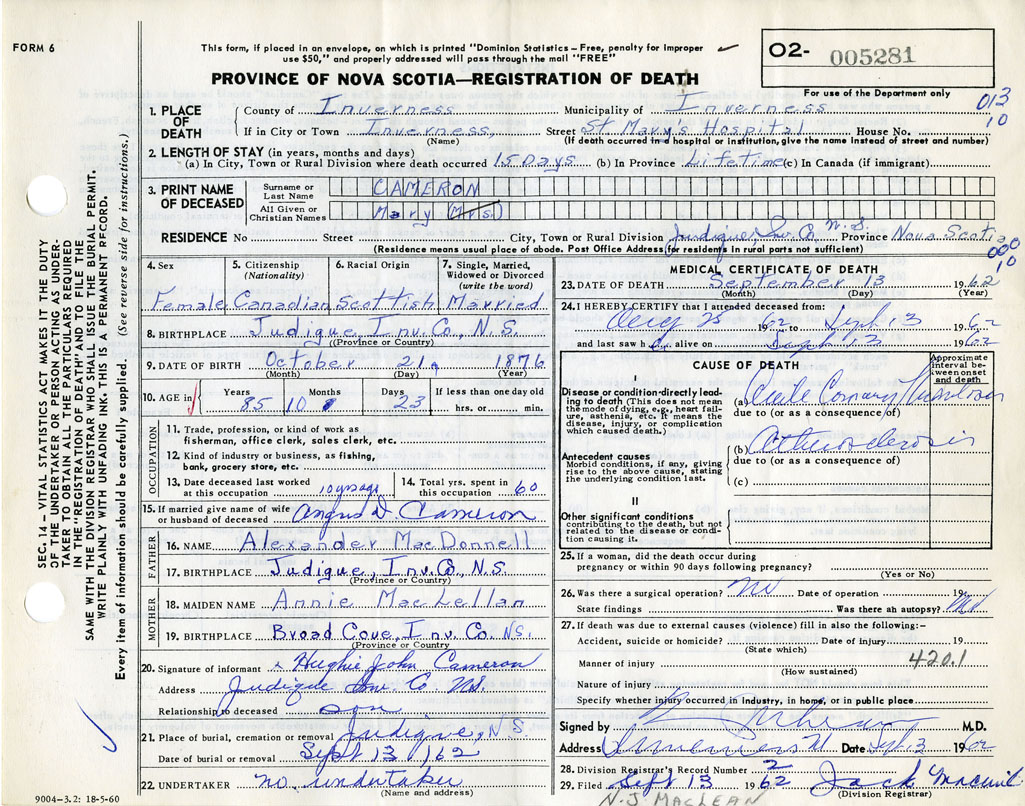 FORM 6
This form, if placed in an envelope, on which is printed "Dominion Statistics – Free, penalty for improper
use $50," and properly addressed will pass through the mail "FREE"
O2- 005281
For use of the Department only
PROVINCE OF NOVA SCOTIA—REGISTRATION OF DEATH
SEC. 14 – VITAL STATISTICS ACT MAKES IT THE DUTY
OF THE UNDERTAKER OR PERSON ACTING AS UNDER-
TAKER TO OBTAIN ALL THE PARTICULARS REQUIRED
IN THE "REGISTRATION OF DEATH" AND TO FILE THE
SAME WITH THE DIVISION REGISTRAR WHO SHALL ISSUE THE BURIAL PERMIT.
WRITE PLAINLY WITH UNFADING INK. THIS IS A PERMANENT RECORD.
Every item of information should be carefully supplied. (See reverse side for instructions.)
013
10
1. PLACE OF DEATH
County of Inverness Municipality of Inverness
If in City or Town Inverness, Street St Mary's Hospital House No.
(Name) (If death occurred in a hospital or institution, give the name instead of street and number)
2. LENGTH OF STAY (in years, months and days)
(a) In City, Town or Rural Division where death occurred 15 Days (b) In Province Lifetime (c) In Canada (if immigrant)
3. PRINT NAME OF DECEASED
Surname or Last Name CAMERON
All Given or Christian Names Mary (Mrs.)
RESIDENCE No Street City, Town or Rural Division Judique, Inv. Co. N.S. Province Nova Scotia
(Residence means usual place of abode. Post Office Address for resident's in rural parts not sufficient)
000
10
4. Sex 5. Citizenship (Nationality) 6. Racial Origin 7. Single, Married, Widowed or Divorced (write the word)
Female Canadian Scottish Married
8. BIRTHPLACE Judique Inv. Co., N.S.
(Province or Country)
9. DATE OF BIRTH October 21, 1876
(Month) (Day) (Year)
10. AGE in Years Months Days If less than one day old
85 10 23 hrs. or min.
OCCUPATION
11. Trade, profession, or kind of work as
fisherman, office clerk, sales clerk, etc.
12. Kind of industry or business, as fishing,
bank, grocery store, etc.
13. Date deceased last worked at this occupation 10 yrs ago 14. Total yrs. spent in this occupation 60
15. If married give name of wife or husband of deceased Angus D Cameron
FATHER
16. NAME Alexander MacDonnell
17. BIRTHPLACE Judique, Inv. Co., N.S.
(Province or Country)
MOTHER
18. MAIDEN NAME Annie MacLellan
19. BIRTHPLACE Broad Cove, Inv. Co. N.S.
(Province or Country)
20. Signature of informant x Hughie John Cameron
Address Judique Inv. Co NS.
Relationship to deceased son
21. Place of burial, cremation or removal Judique, N S
Date of burial or removal Sept 13 /62
22. UNDERTAKER no undertaker
(Name and address)
9004-3.2: 18-5-60
MEDICAL CERTIFICATE OF DEATH
23. DATE OF DEATH September 13 1962
(Month) (Day) (Year)
24. I HEREBY CERTIFY that I attended deceased from:
Aug 25 1962 to Sept 13 1962
and last saw h alive on Sept 13 1962
CAUSE OF DEATH
Approximate interval between onset and death
I
Disease or condition directly leading to death (This does not mean the mode of dying, e.g., heart failure, asthenia, etc. It means the disease, injury, or complication which caused death.)
(a) Coronary Thrombosis
due to (or as a consequence of)
Antecedent causes
Morbid conditions, if any, giving rise to the above cause, stating the underlying condition last.
(b) Arthrosclerosis
due to (or as a consequence of)
(c)
II
Other significant conditions
contributing to the death, but not related to the disease or condition causing it.
25. If a woman, did the death occur during
pregnancy or within 90 days following pregnancy?
(Yes or No)
26. Was there a surgical operation? No Date of operation 19
State findings Was there an autopsy? No
27. If death was due to external causes (violence) fill in also the following:–
Accident, suicide or homicide? Date of injury 19
(State which)
Manner of injury 420.1
(How sustained)
Nature of injury
Specify whether injury occurred in industry, in home, or in public place
Signed by M.D.
Address Inverness Date Sept 13 1962
28. Division Registrar's Record Number 2
29. Filed Sept 13 1962 Jack
(Division Registrar)
N.J. MACLEAN